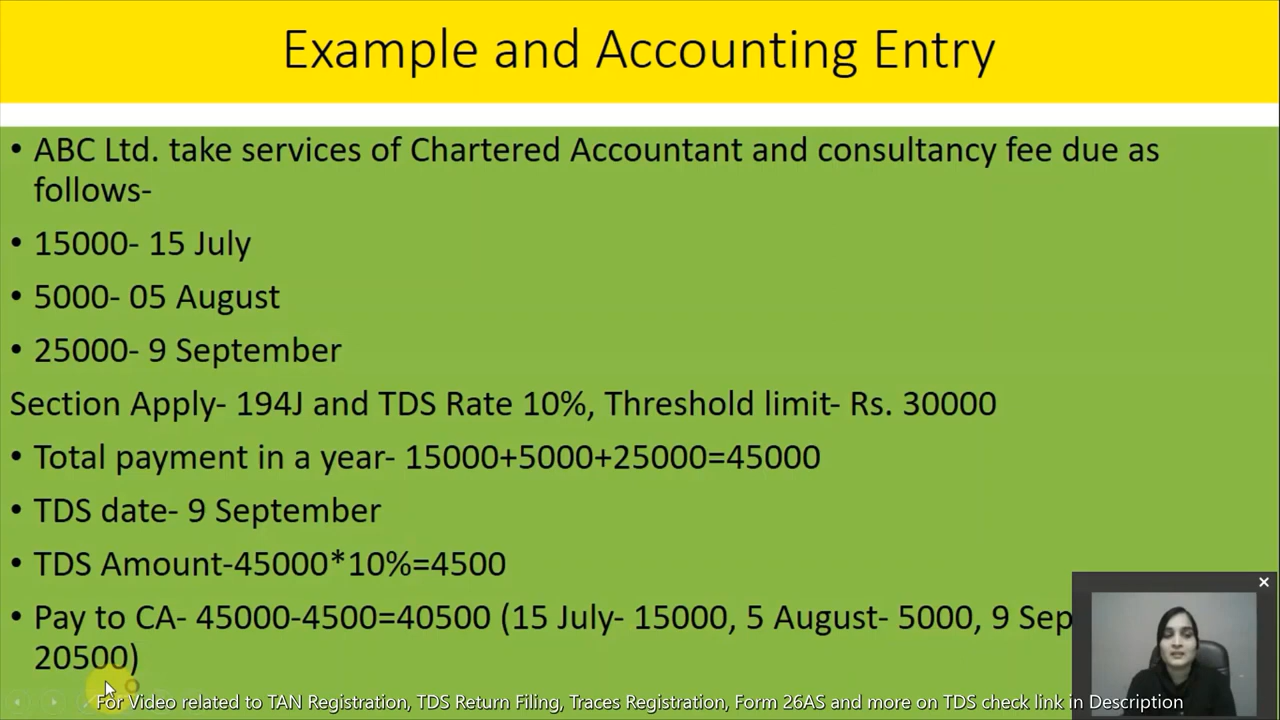 Example and Accounting Entry
• ABC Ltd. take services of Chartered Accountant and consultancy fee due as
follows-
• 15000- 15 July
• 5000- 05 August
• 25000- 9 September
Section Apply- 194J and TDS Rate 10%, Threshold limit- Rs. 30000
• Total payment in a year- 15000+5000+25000=45000
• TDS date- 9 September
• TDS Amount-45000*10%=4500
• Pay to CA- 45000-4500=40500 (15 July- 15000, 5 August- 5000, 9 Sep
20500)
For Video related to TAN Registration, TDS Return Filing, Traces Registration, Form 26AS and more on TDS check link in Description